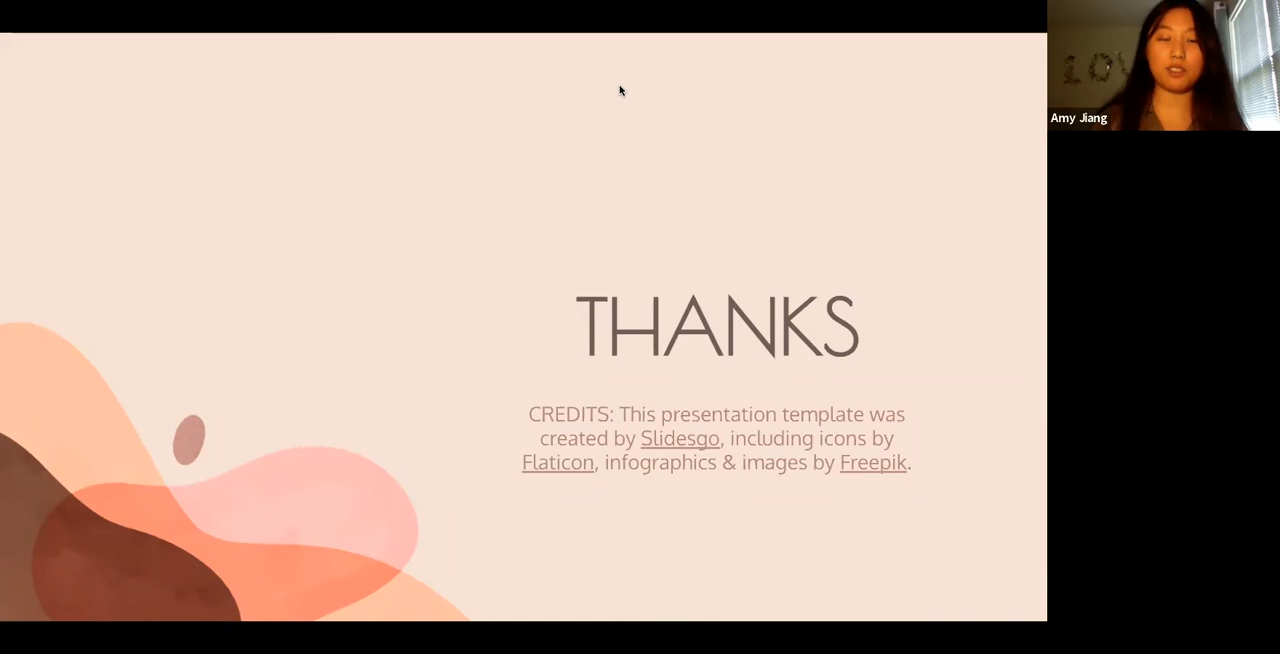 THANKS
CREDITS: This presentation template was
created by Slidesgo, including icons by
Flaticon, infographics & images by Freepik.
LOV
Amy Jiang